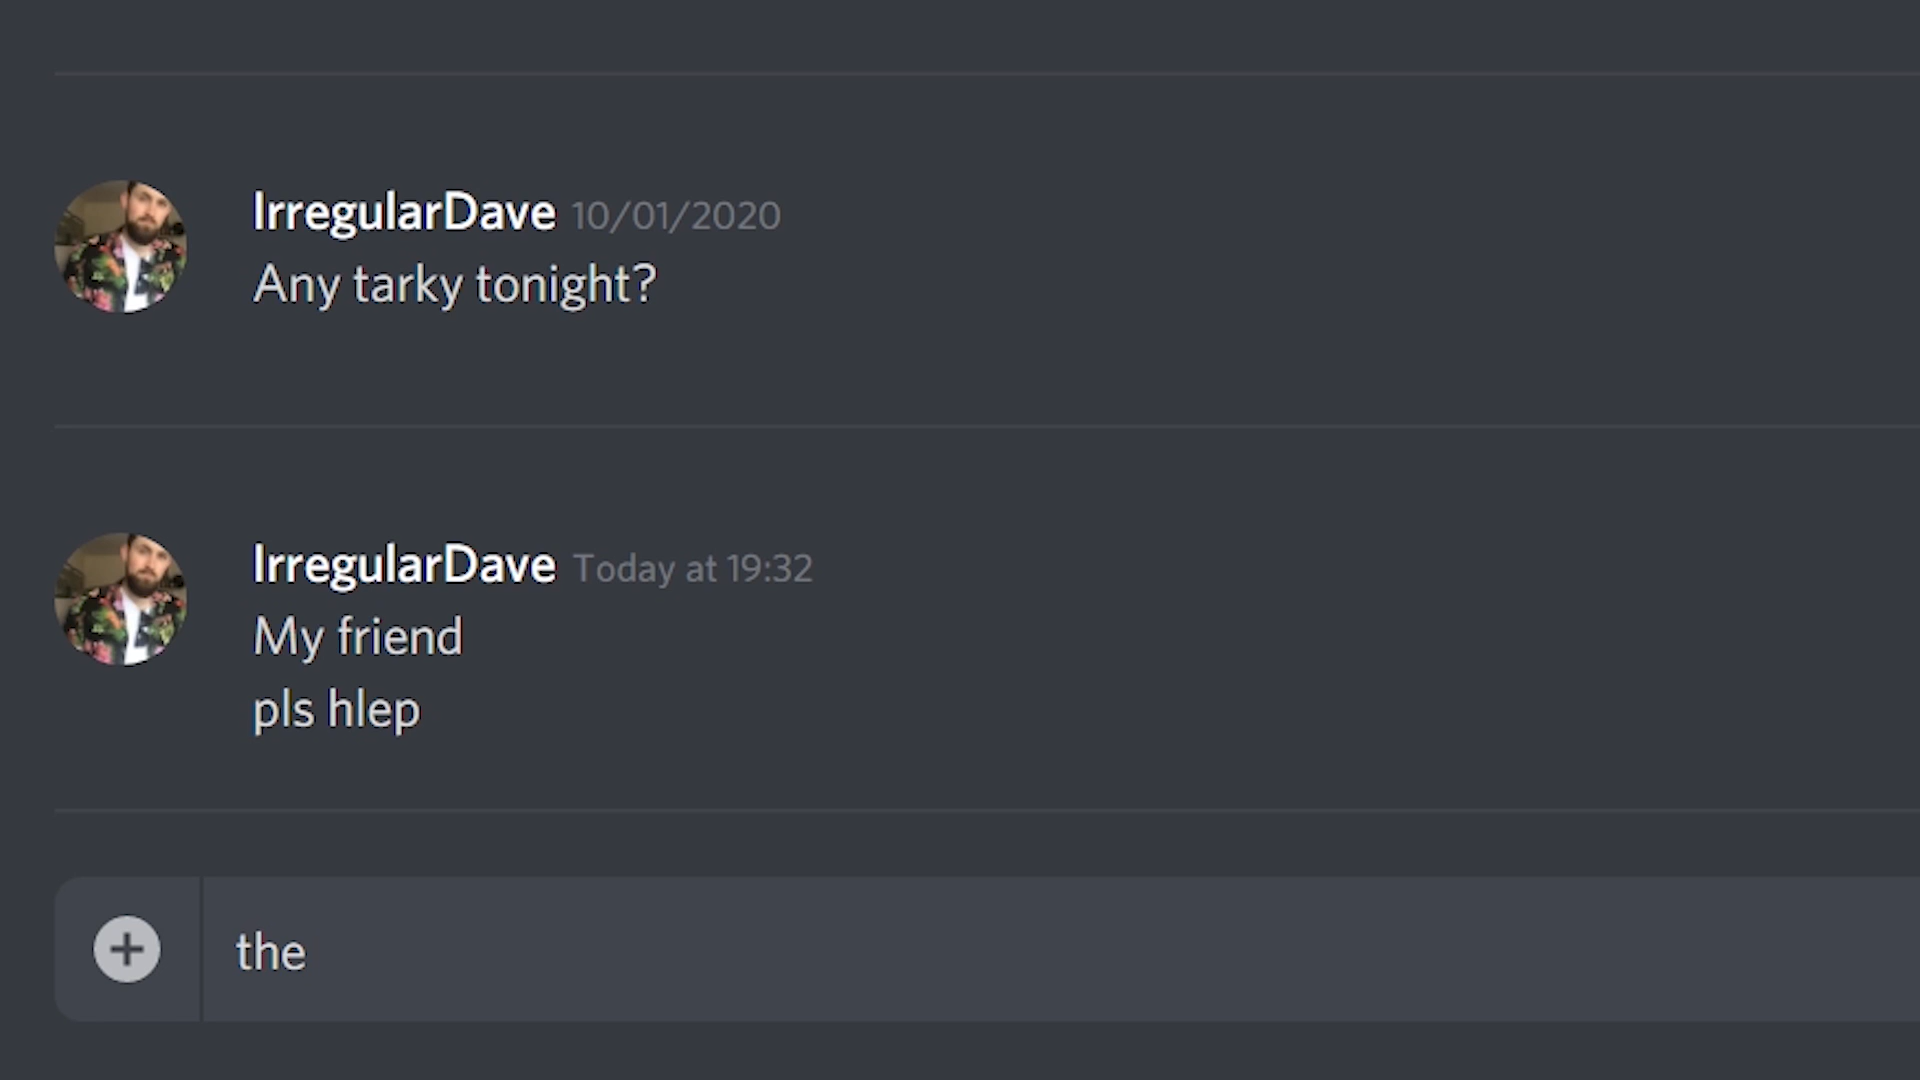 IrregularDave 10/01/2020
Any tarky tonight?
IrregularDave Today at 19:32
My friend
pls hlep
the